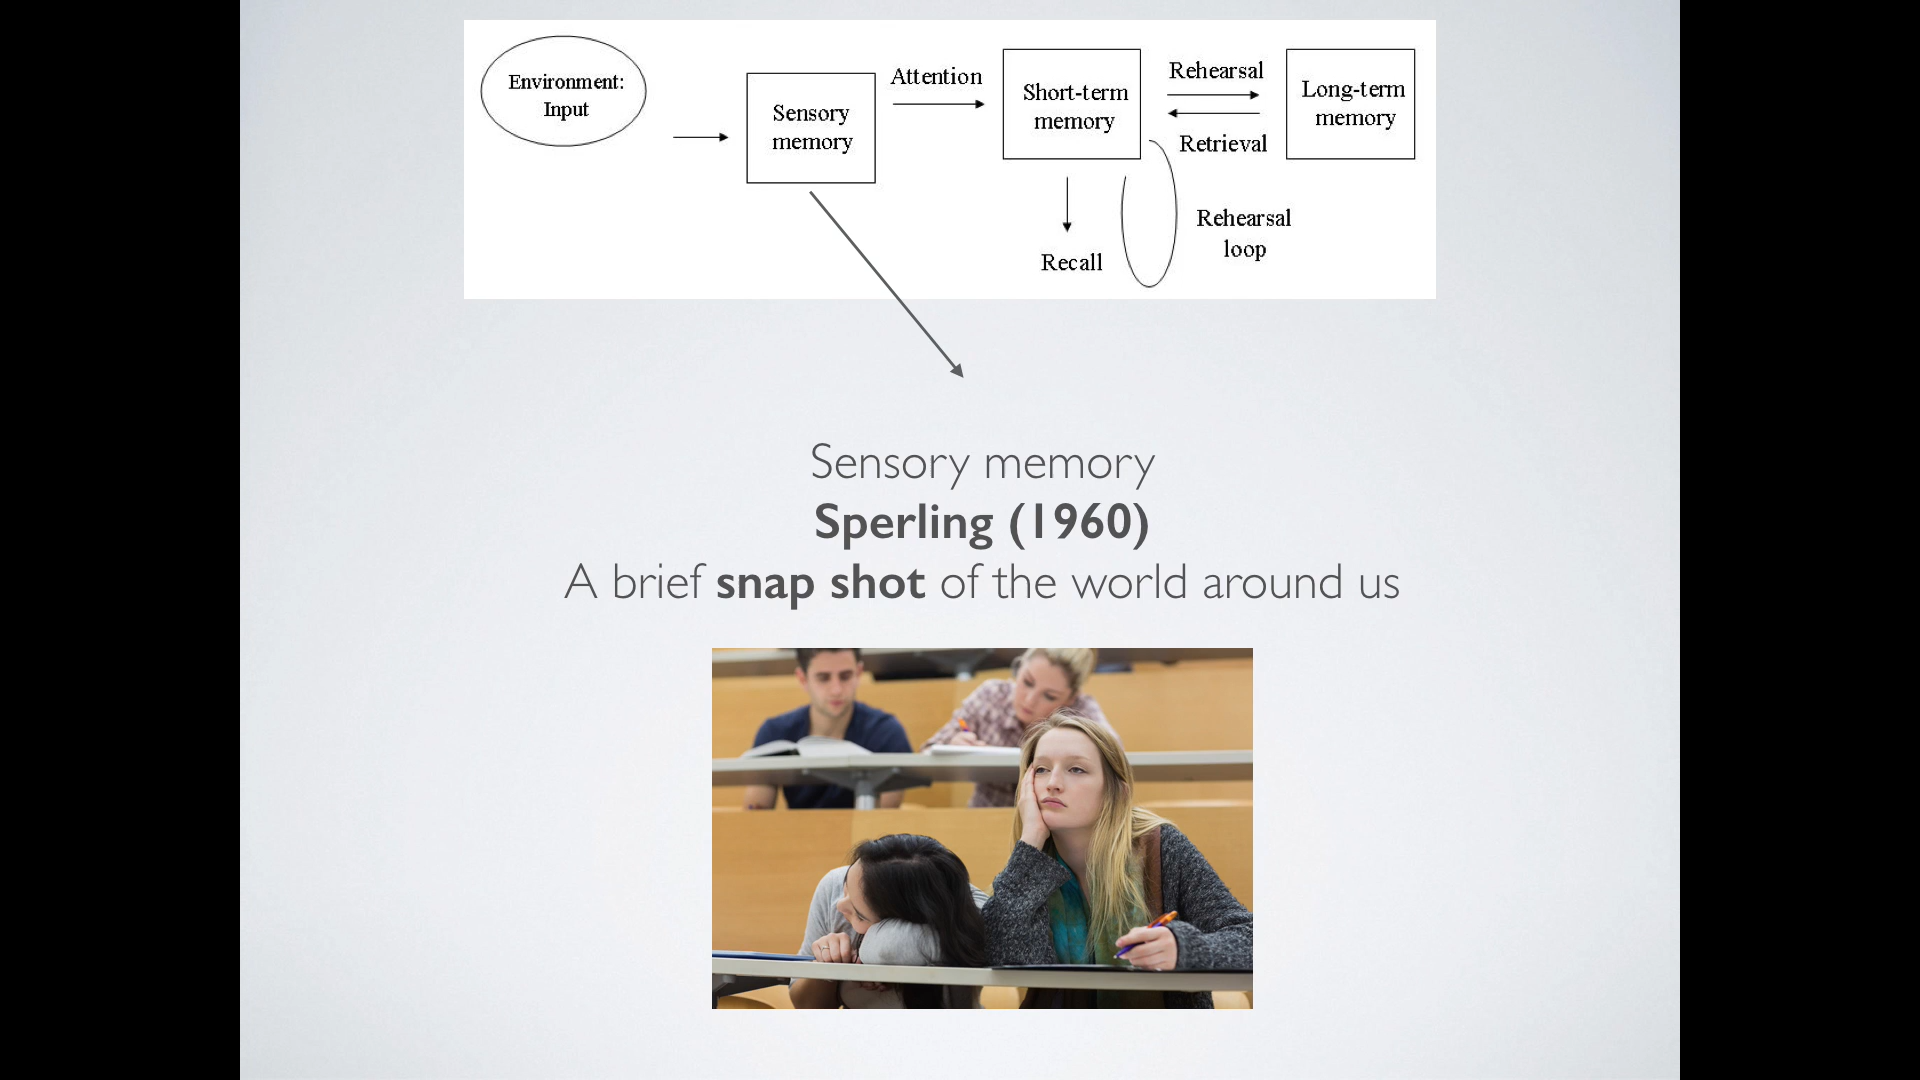 Environment:
Input
Sensory
memory
Attention
Short-term
memory
Rehearsal
Retrieval
Long-term
memory
Recall
Rehearsal
loop
Sensory memory
Sperling (1960)
A brief snap shot of the world around us